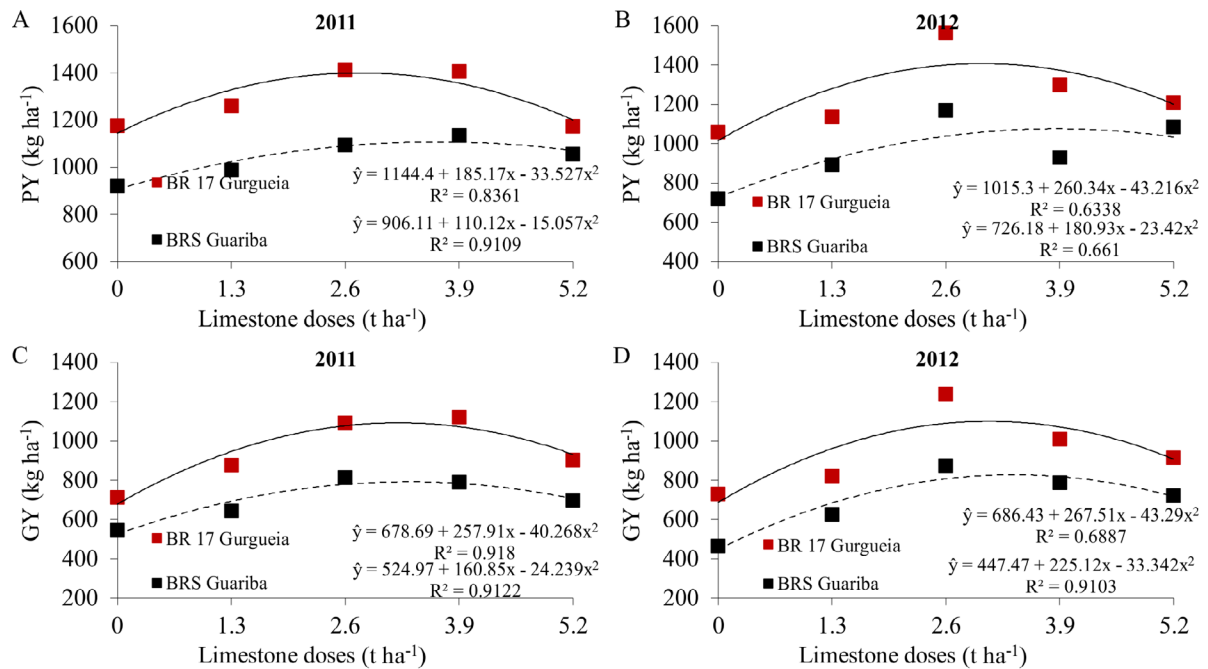 A
2011
PY (kg ha⁻¹)
1600
1400
1200
1000
800
600
BR 17 Gurgueia
ŷ = 1144.4 + 185.17x - 33.527x²
R² = 0.8361
BRS Guariba
ŷ = 906.11 + 110.12x - 15.057x²
R² = 0.9109
0 1.3 2.6 3.9 5.2
Limestone doses (t ha⁻¹)
B
2012
PY (kg ha⁻¹)
1600
1400
1200
1000
800
600
400
BR 17 Gurgueia
ŷ = 1015.3 + 260.34x - 43.216x²
R² = 0.6338
BRS Guariba
ŷ = 726.18 + 180.93x - 23.42x²
R² = 0.661
0 1.3 2.6 3.9 5.2
Limestone doses (t ha⁻¹)
C
2011
GY (kg ha⁻¹)
1400
1200
1000
800
600
400
200
BR 17 Gurgueia
ŷ = 678.69 + 257.91x - 40.268x²
R² = 0.918
BRS Guariba
ŷ = 524.97 + 160.85x - 24.239x²
R² = 0.9122
0 1.3 2.6 3.9 5.2
Limestone doses (t ha⁻¹)
D
2012
GY (kg ha⁻¹)
1400
1200
1000
800
600
400
200
BR 17 Gurgueia
ŷ = 686.43 + 267.51x - 43.29x²
R² = 0.6887
BRS Guariba
ŷ = 447.47 + 225.12x - 33.342x²
R² = 0.9103
0 1.3 2.6 3.9 5.2
Limestone doses (t ha⁻¹)